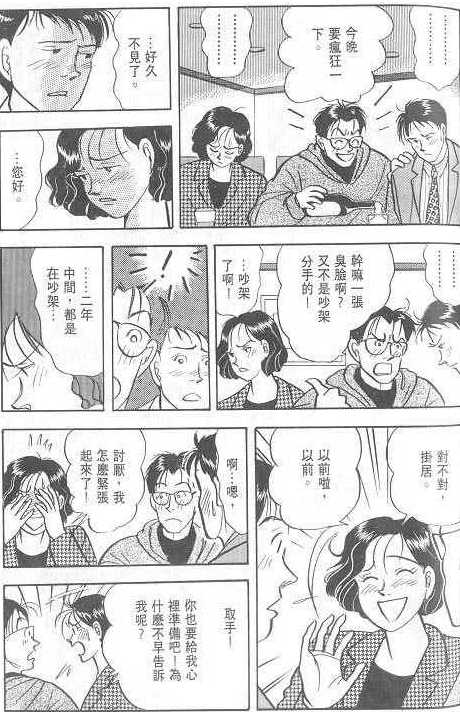 ………
今晚
要瘋狂一
下。
………
…好久
不見了。
…您好。
幹嘛一張
臭臉啊？
又不是吵架
分手的！
…吵架
了啊！
！
……二年
中間，都是
在吵架…
對不對，
掛居。
以前啦，
以前。
啊…嗯，
討厭，我
怎麼緊張
起來了！
取手！
你也要給我心
裡準備吧！為
什麼不早告訴
我呢？